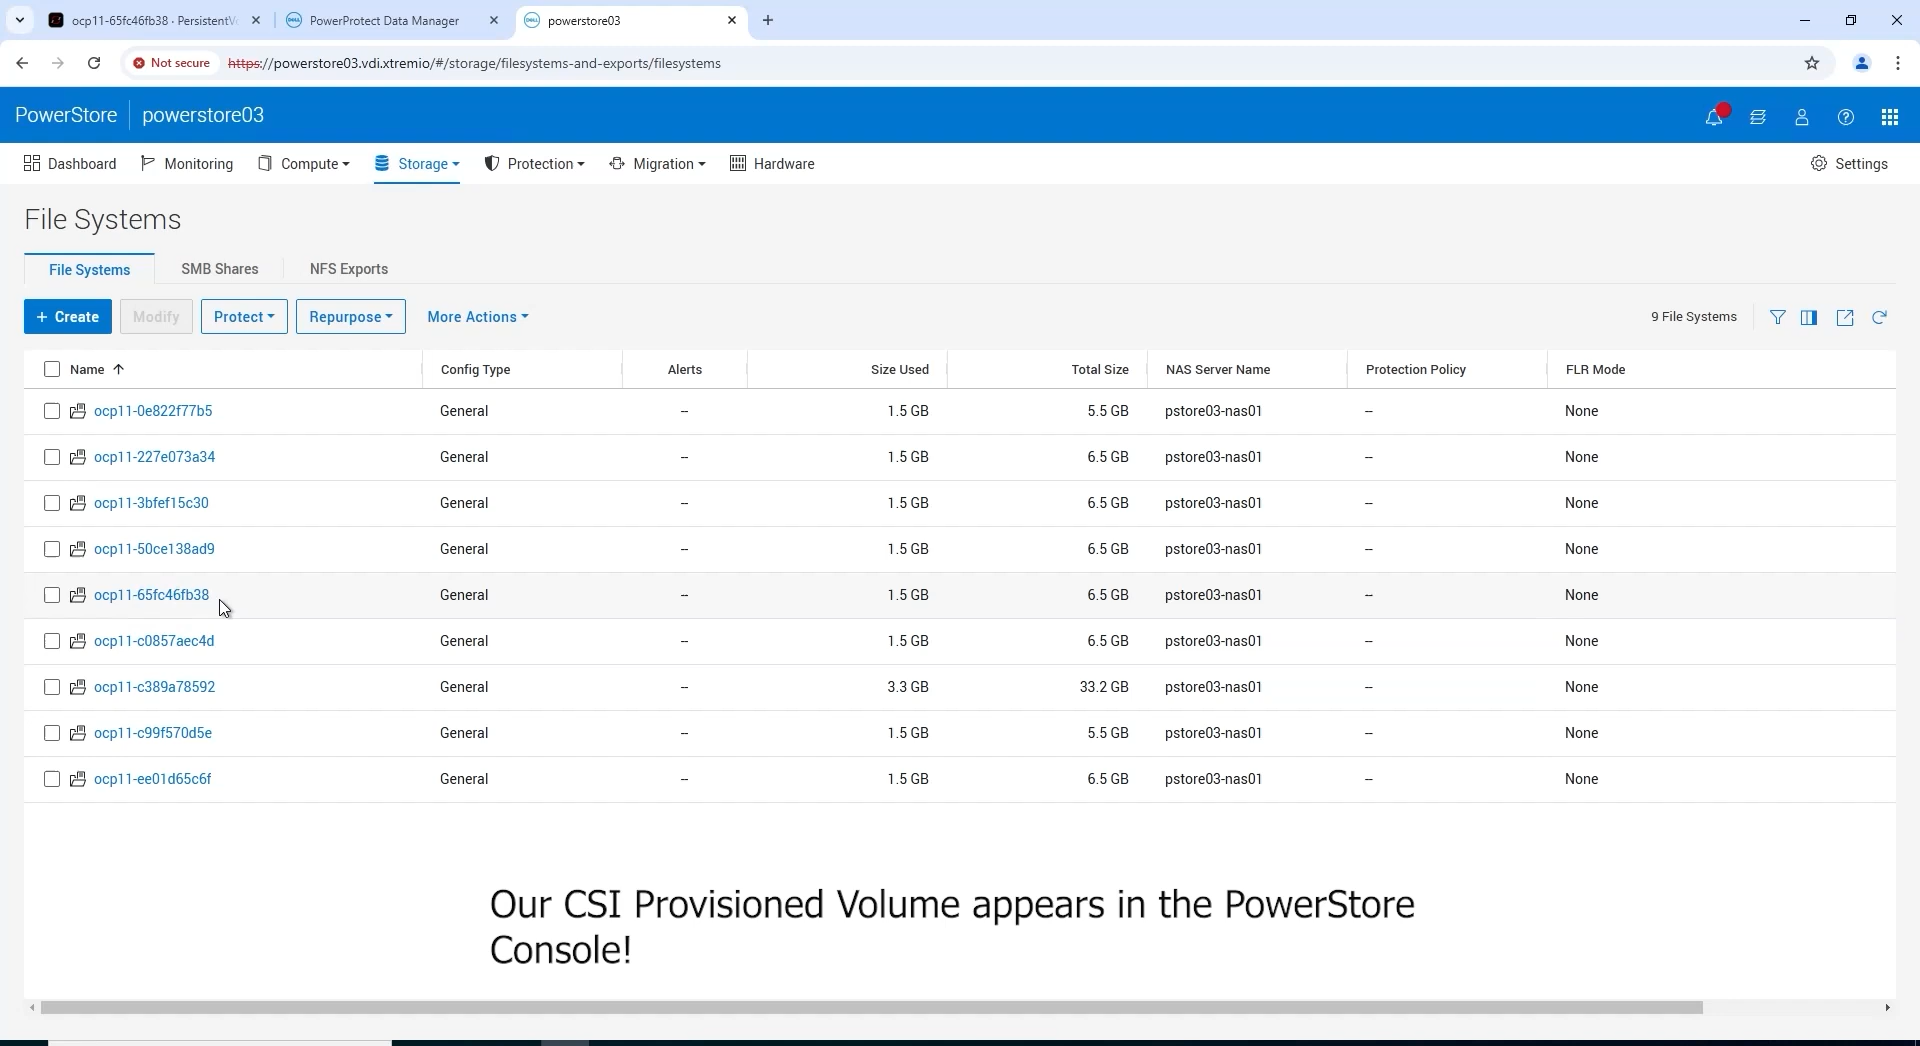 ocp11-65fc46fb38 · PersistentV
PowerProtect Data Manager
powerstore03
Not secure
https://powerstore03.vdi.xtremio/#/storage/filesystems-and-exports/filesystems
PowerStore powerstore03
Dashboard Monitoring Compute Storage Protection Migration Hardware Settings
File Systems
File Systems SMB Shares NFS Exports
+ Create Modify Protect Repurpose More Actions 9 File Systems
Name Config Type Alerts Size Used Total Size NAS Server Name Protection Policy FLR Mode
ocp11-0e822f77b5 General -- 1.5 GB 5.5 GB pstore03-nas01 -- None
ocp11-227e073a34 General -- 1.5 GB 6.5 GB pstore03-nas01 -- None
ocp11-3bfef15c30 General -- 1.5 GB 6.5 GB pstore03-nas01 -- None
ocp11-50ce138ad9 General -- 1.5 GB 6.5 GB pstore03-nas01 -- None
ocp11-65fc46fb38 General -- 1.5 GB 6.5 GB pstore03-nas01 -- None
ocp11-c0857aec4d General -- 1.5 GB 6.5 GB pstore03-nas01 -- None
ocp11-c389a78592 General -- 3.3 GB 33.2 GB pstore03-nas01 -- None
ocp11-c99f570d5e General -- 1.5 GB 5.5 GB pstore03-nas01 -- None
ocp11-ee01d65c6f General -- 1.5 GB 6.5 GB pstore03-nas01 -- None
Our CSI Provisioned Volume appears in the PowerStore
Console!